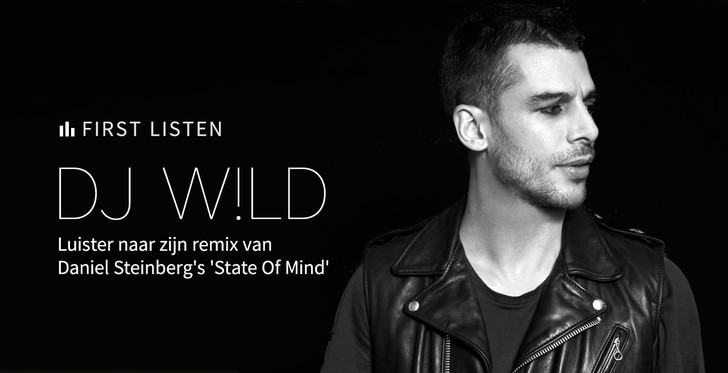 FIRST LISTEN
DJ W!LD
Luister naar zijn remix van
Daniel Steinberg's 'State Of Mind'